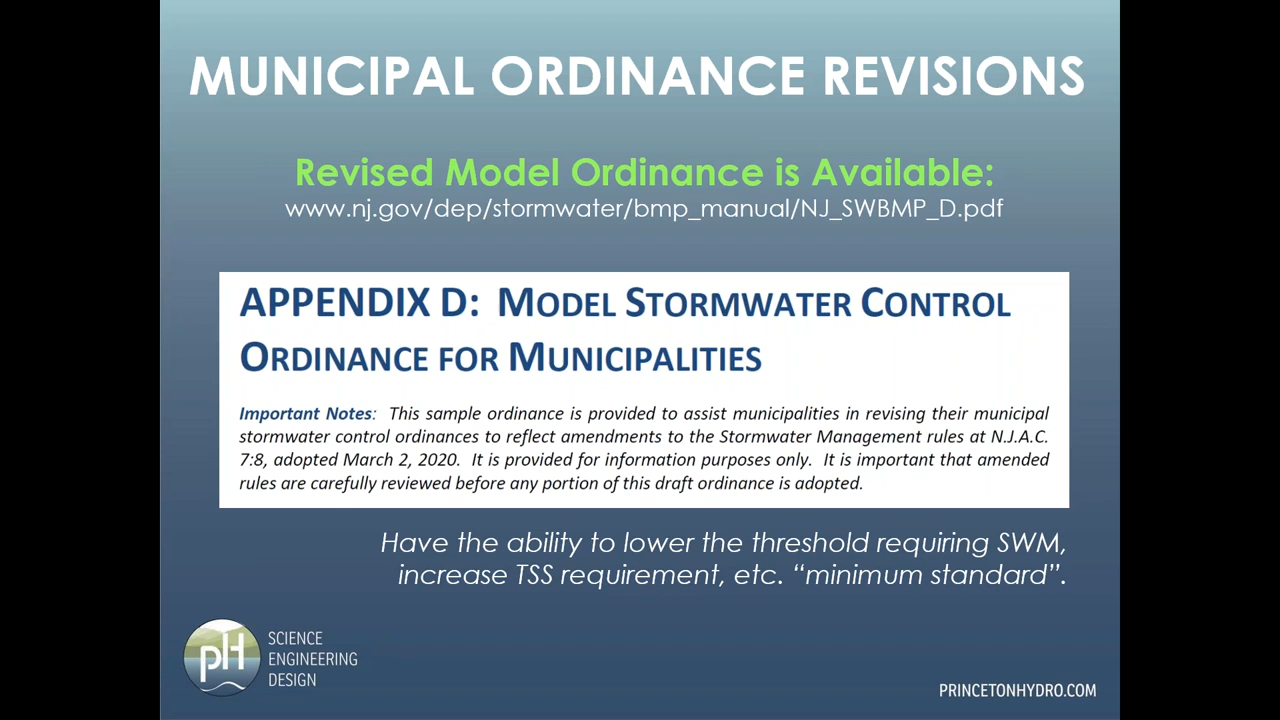 MUNICIPAL ORDINANCE REVISIONS
Revised Model Ordinance is Available:
www.nj.gov/dep/stormwater/bmp_manual/NJ_SWBMP_D.pdf
APPENDIX D: MODEL STORMWATER CONTROL
ORDINANCE FOR MUNICIPALITIES
Important Notes: This sample ordinance is provided to assist municipalities in revising their municipal
stormwater control ordinances to reflect amendments to the Stormwater Management rules at N.J.A.C.
7:8, adopted March 2, 2020. It is provided for information purposes only. It is important that amended
rules are carefully reviewed before any portion of this draft ordinance is adopted.
Have the ability to lower the threshold requiring SWM,
increase TSS requirement, etc. “minimum standard”.
pH
SCIENCE
ENGINEERING
DESIGN
PRINCETONHYDRO.COM